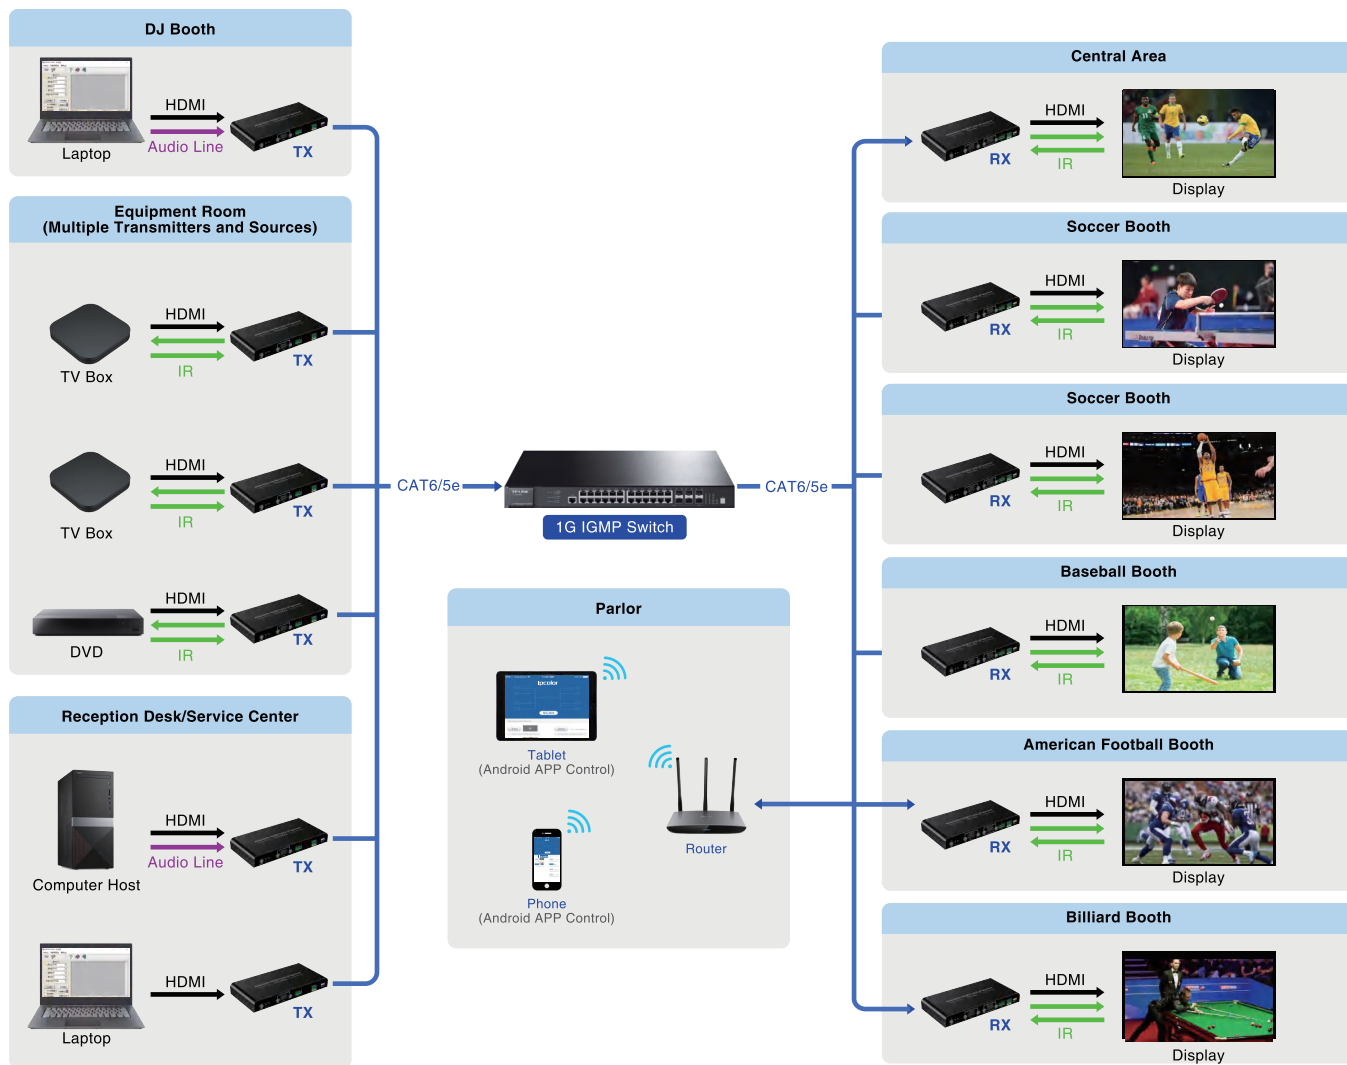 DJ Booth
HDMI
Audio Line
Laptop
TX
Equipment Room
(Multiple Transmitters and Sources)
HDMI
IR
TV Box
TX
HDMI
IR
TV Box
TX
HDMI
IR
DVD
TX
Reception Desk/Service Center
HDMI
Audio Line
Computer Host
TX
HDMI
Laptop
TX
CAT6/5e
1G IGMP Switch
CAT6/5e
Parlor
Tablet
(Android APP Control)
Phone
(Android APP Control)
Router
Central Area
HDMI
IR
RX
Display
Soccer Booth
HDMI
IR
RX
Display
Soccer Booth
HDMI
IR
RX
Display
Baseball Booth
HDMI
IR
RX
American Football Booth
HDMI
IR
RX
Display
Billiard Booth
HDMI
IR
RX
Display